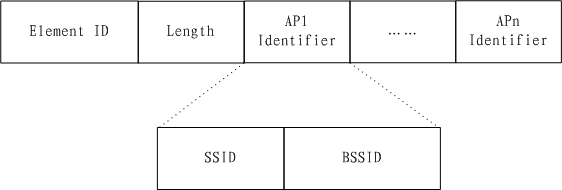 Element ID
Length
AP1
Identifier
……
APn
Identifier
SSID
BSSID